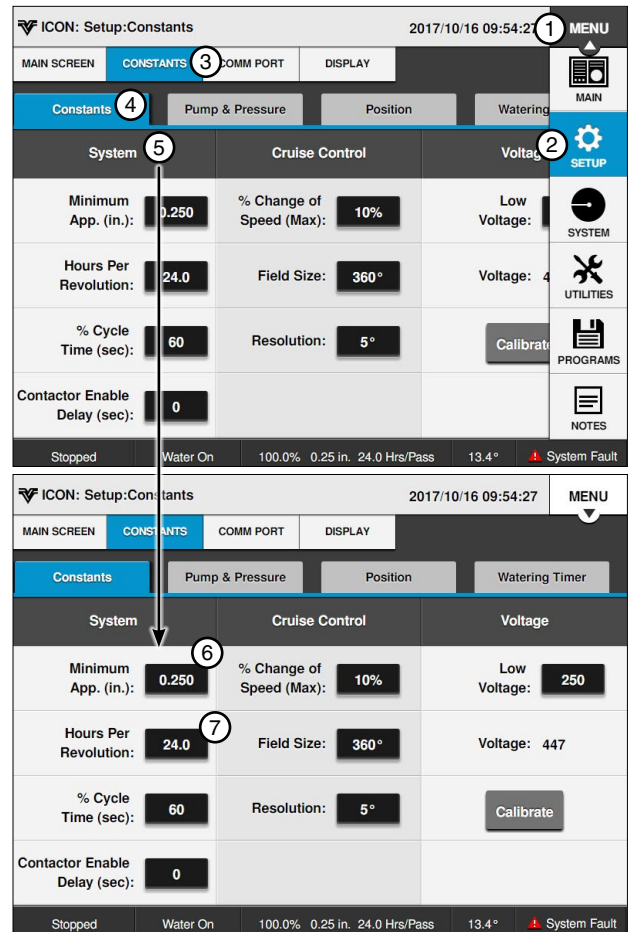 ICON: Setup:Constants 2017/10/16 09:54:27 1 MENU
MAIN SCREEN CONSTANTS 3 COMM PORT DISPLAY
MAIN
Constants 4 Pump & Pressure Position Watering
System 5 Cruise Control Voltag
2 SETUP
Minimum App. (in.): 0.250 % Change of Speed (Max): 10% Low Voltage:
SYSTEM
Hours Per Revolution: 24.0 Field Size: 360° Voltage: 4
UTILITIES
% Cycle Time (sec): 60 Resolution: 5° Calibrate
PROGRAMS
Contactor Enable Delay (sec): 0
NOTES
Stopped Water On 100.0% 0.25 in. 24.0 Hrs/Pass 13.4° System Fault
ICON: Setup:Constants 2017/10/16 09:54:27 MENU
MAIN SCREEN CONSTANTS COMM PORT DISPLAY
Constants Pump & Pressure Position Watering Timer
System Cruise Control Voltage
6
Minimum App. (in.): 0.250 % Change of Speed (Max): 10% Low Voltage: 250
7
Hours Per Revolution: 24.0 Field Size: 360° Voltage: 447
% Cycle Time (sec): 60 Resolution: 5° Calibrate
Contactor Enable Delay (sec): 0
Stopped Water On 100.0% 0.25 in. 24.0 Hrs/Pass 13.4° System Fault